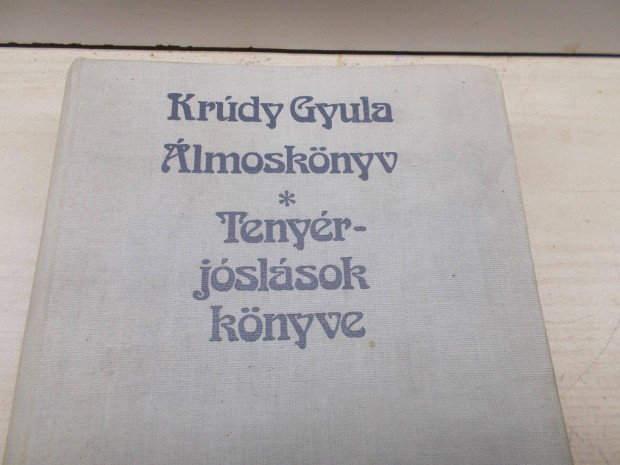 Krúdy Gyula
Álmoskönyv
*
Tenyér-
jóslások
könyve